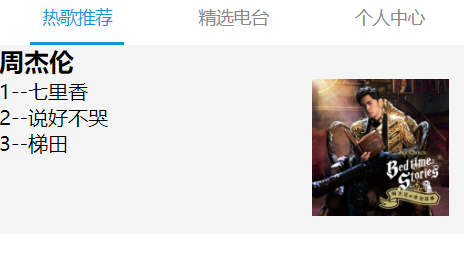 热歌推荐 精选电台 个人中心
周杰伦
1--七里香
2--说好不哭
3--梯田
Bedtime
Stories